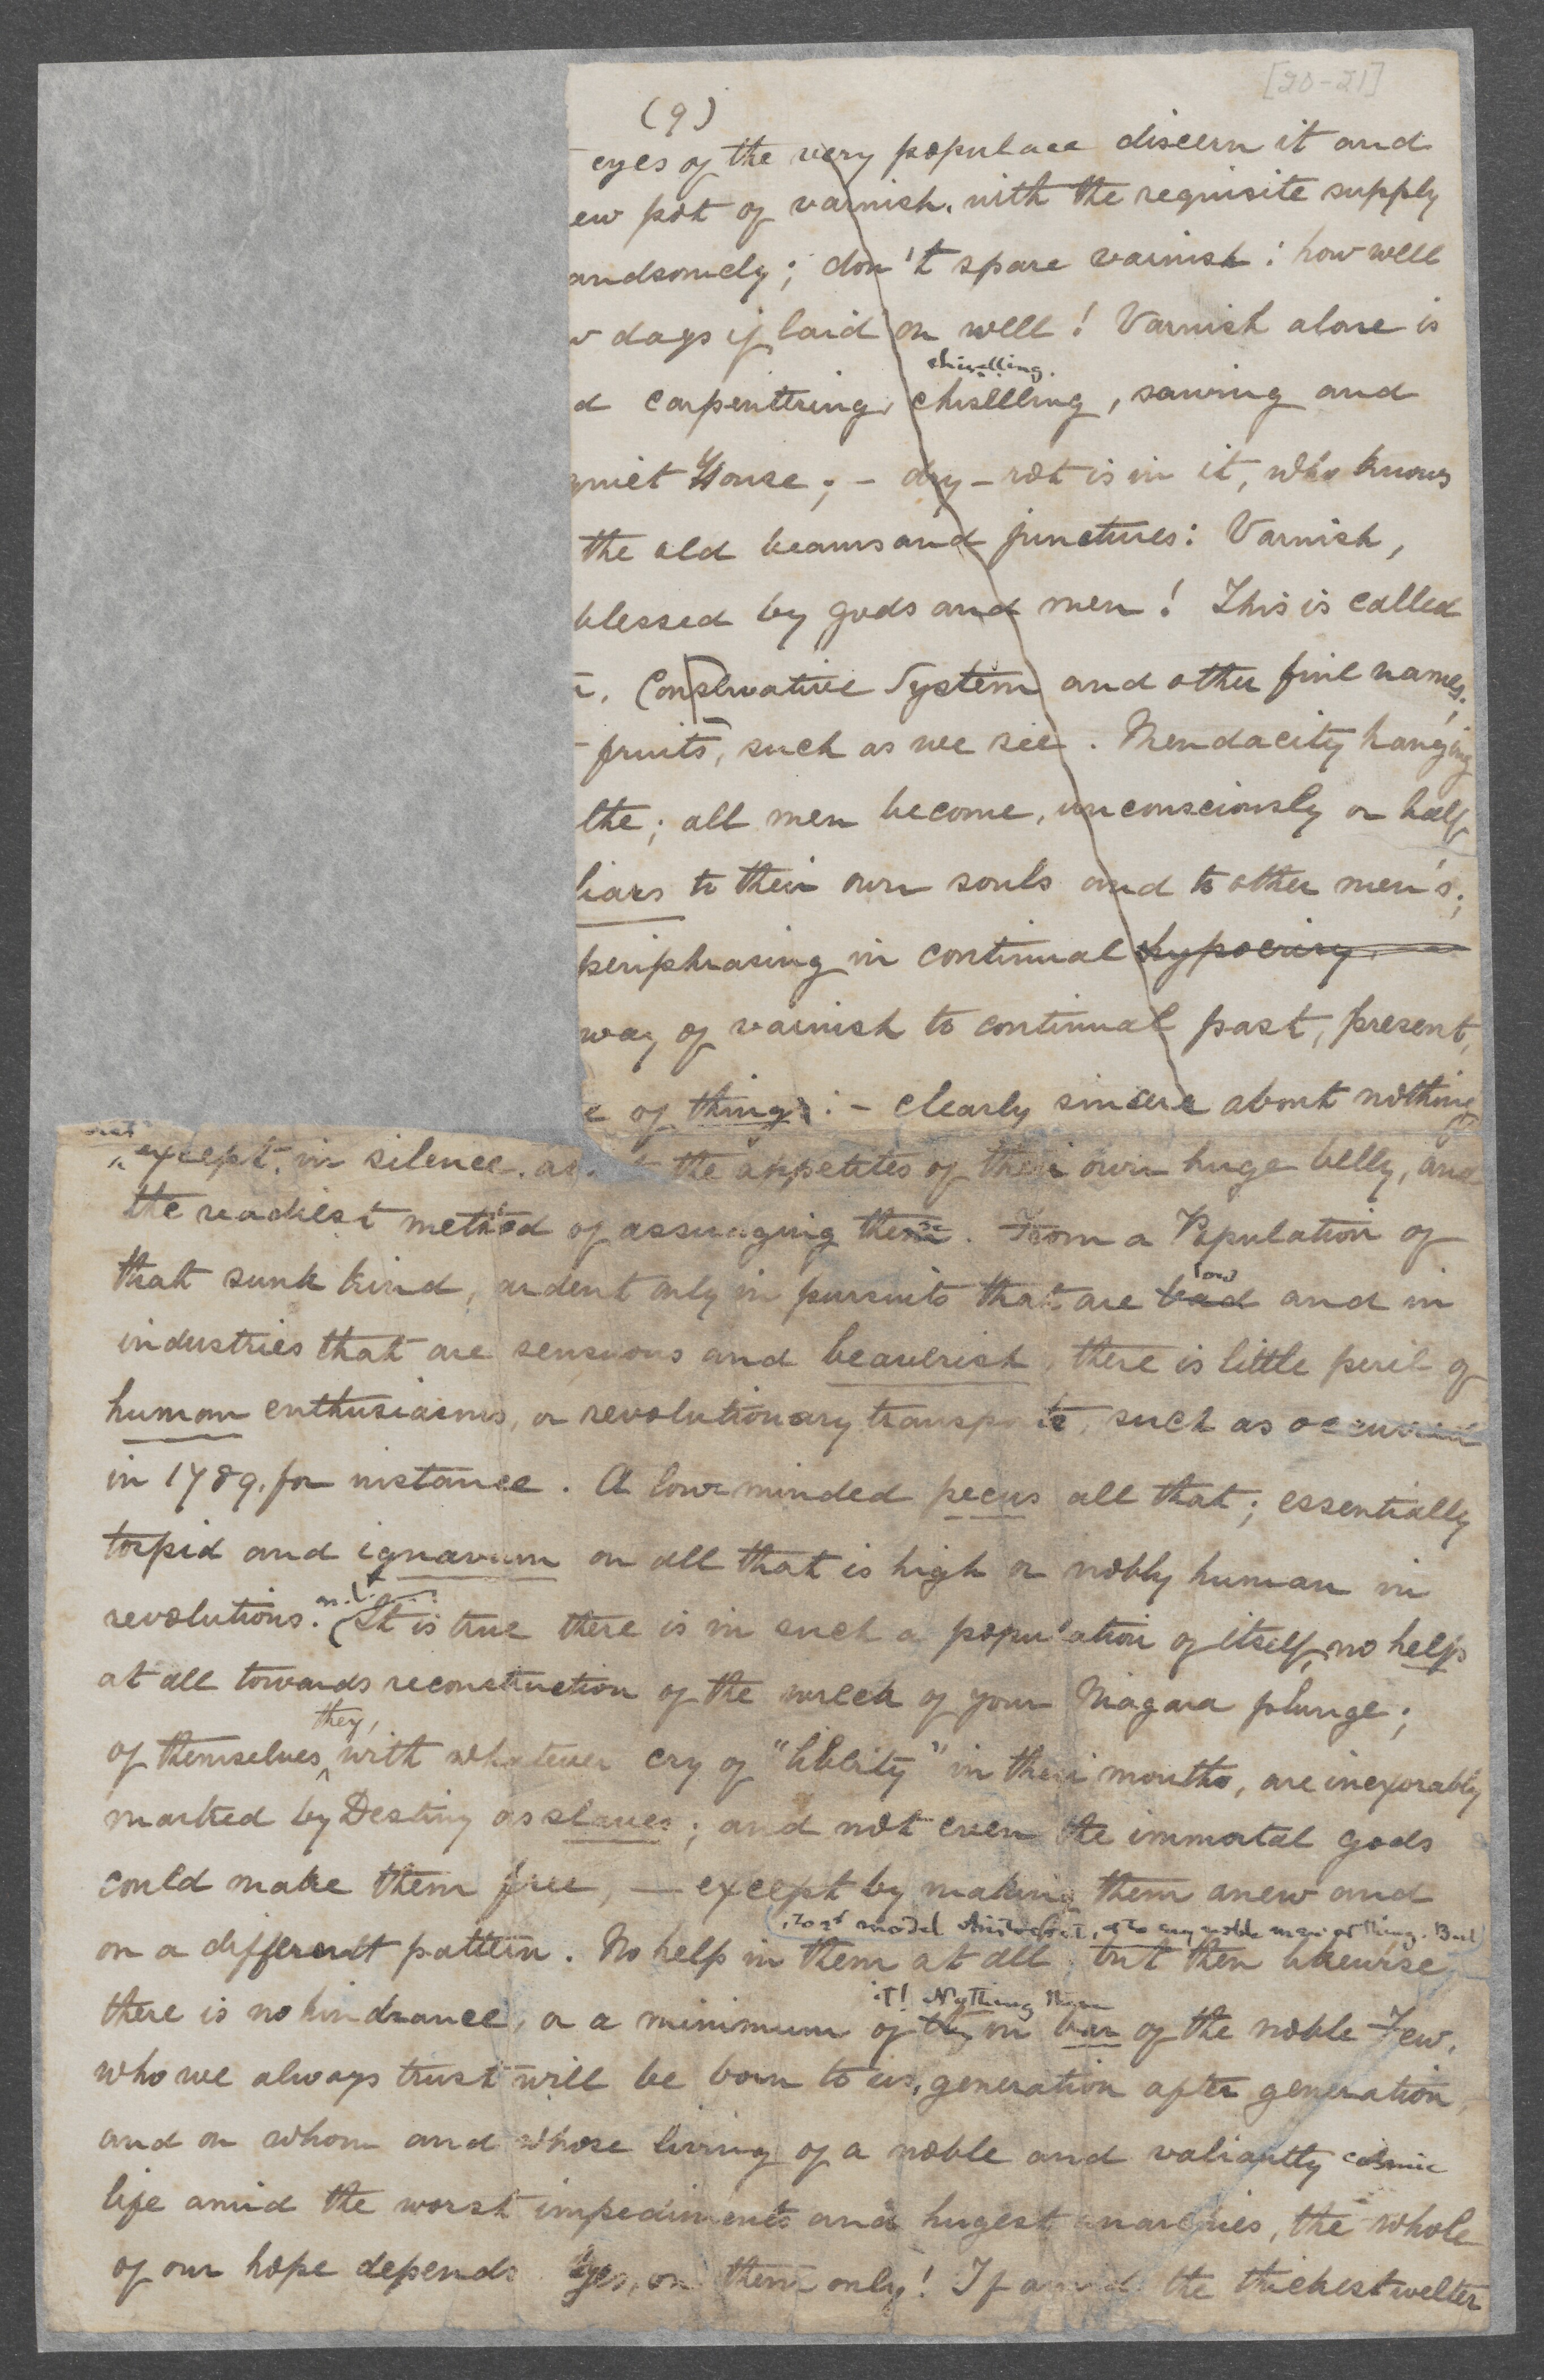 [20-21]
(9)
eyes of the very populace discern it and
ew pot of varnish, with the requisite supply
andsomely; don't spare varnish: how well
w days if laid on well! Varnish alone is
chiselling.
d carpentering, chiselling, sawing and
quiet House; - dry-rot is in it, who knows
the old beams and junctures: Varnish,
blessed by gods and men! This is called
Conservative System and other fine names.
fruits, such as we see. Mendacity hanging
the; all men become, unconsciously or half
liars to their own souls and to other men's;
periphrasing in continual hypocrisy
way of varnish to continual past, present,
e of things: - clearly sincere about nothing
except, in silence, the appetites of their own huge belly, and
the readiest method of assuaging these. From a Population of
low
that sunk kind, ardent only in pursuits that are bad and in
industries that are sensuous and beaverish, there is little peril of
human enthusiasms, or revolutionary transports, such as occurred
in 1789, for instance. A low minded pecus all that; essentially
torpid and ignavum on all that is high or nobly human in
revolutions. It is true there is in such a population of itself, no help
at all towards reconstruction of the wreck of your Niagara plunge;
they,
of themselves, with whatever cry of "liberty" in their mouths, are inexorably
marked by Destiny as slaves; and not even the immortal gods
could make them free, — except by making them anew and
, to a model Aristocrat, or to any noble man or thing. But
on a different pattern. No help in them at all, but then likewise
it! Nothing there
there is no hindrance, or a minimum of on bar of the noble Few,
who we always trust will be born to us, generation after generation,
and on whom and whose living of a noble and valiantly cosmic
life amid the worst impediments and hugest anarchies, the whole
of our hope depends. Yes, on them only! If amid the thickest welter